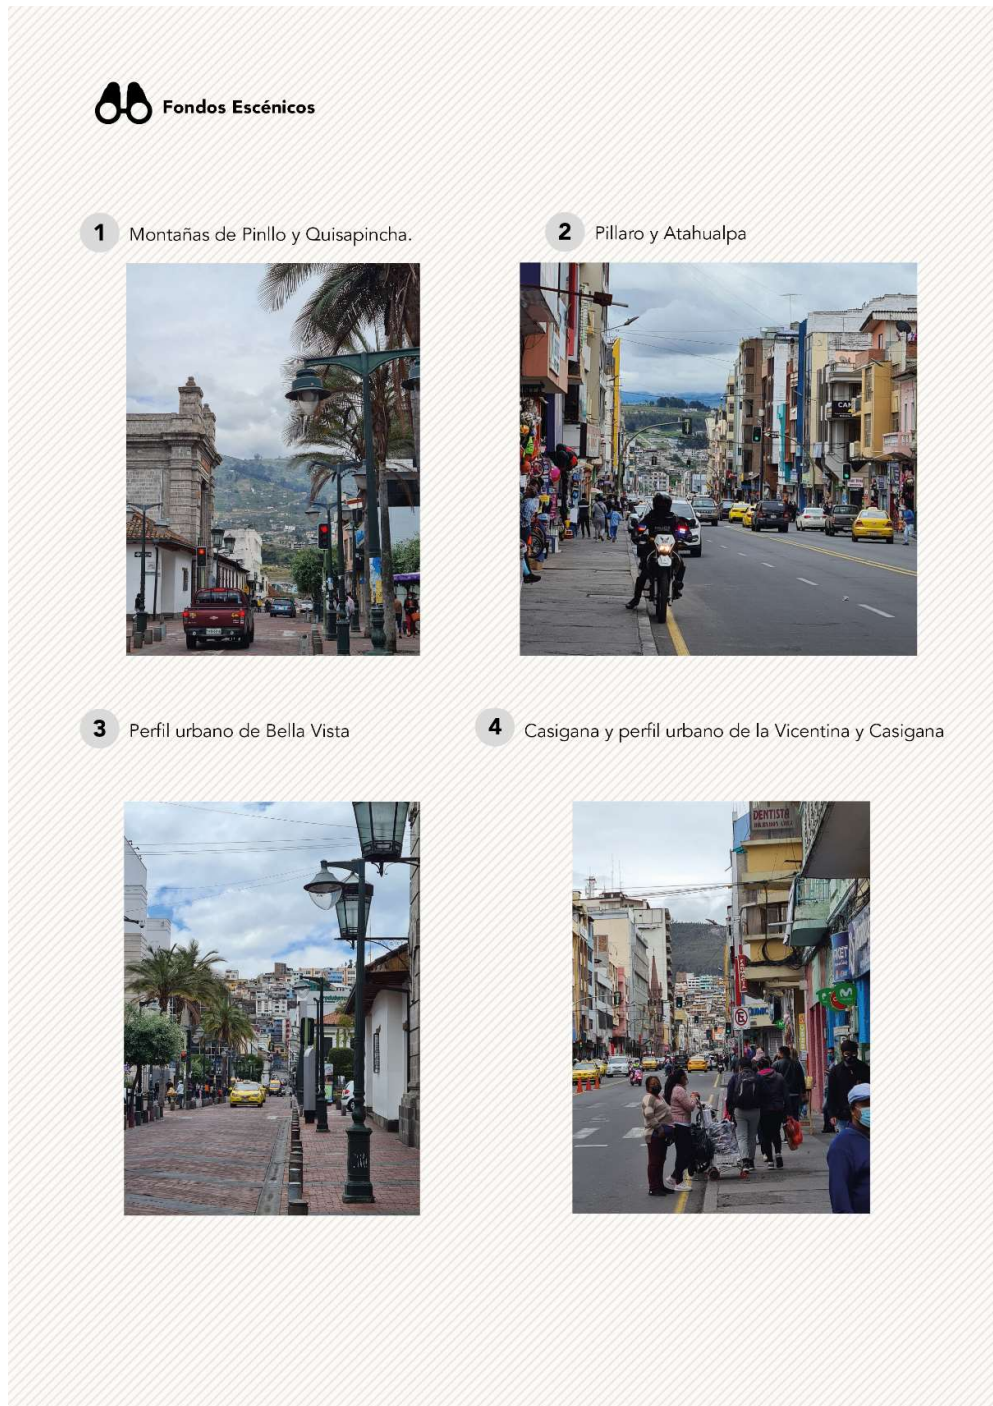 Fondos Escénicos
1 Montañas de Pinllo y Quisapincha.
2 Pillaro y Atahualpa
3 Perfil urbano de Bella Vista
4 Casigana y perfil urbano de la Vicentina y Casigana
DENTISTA